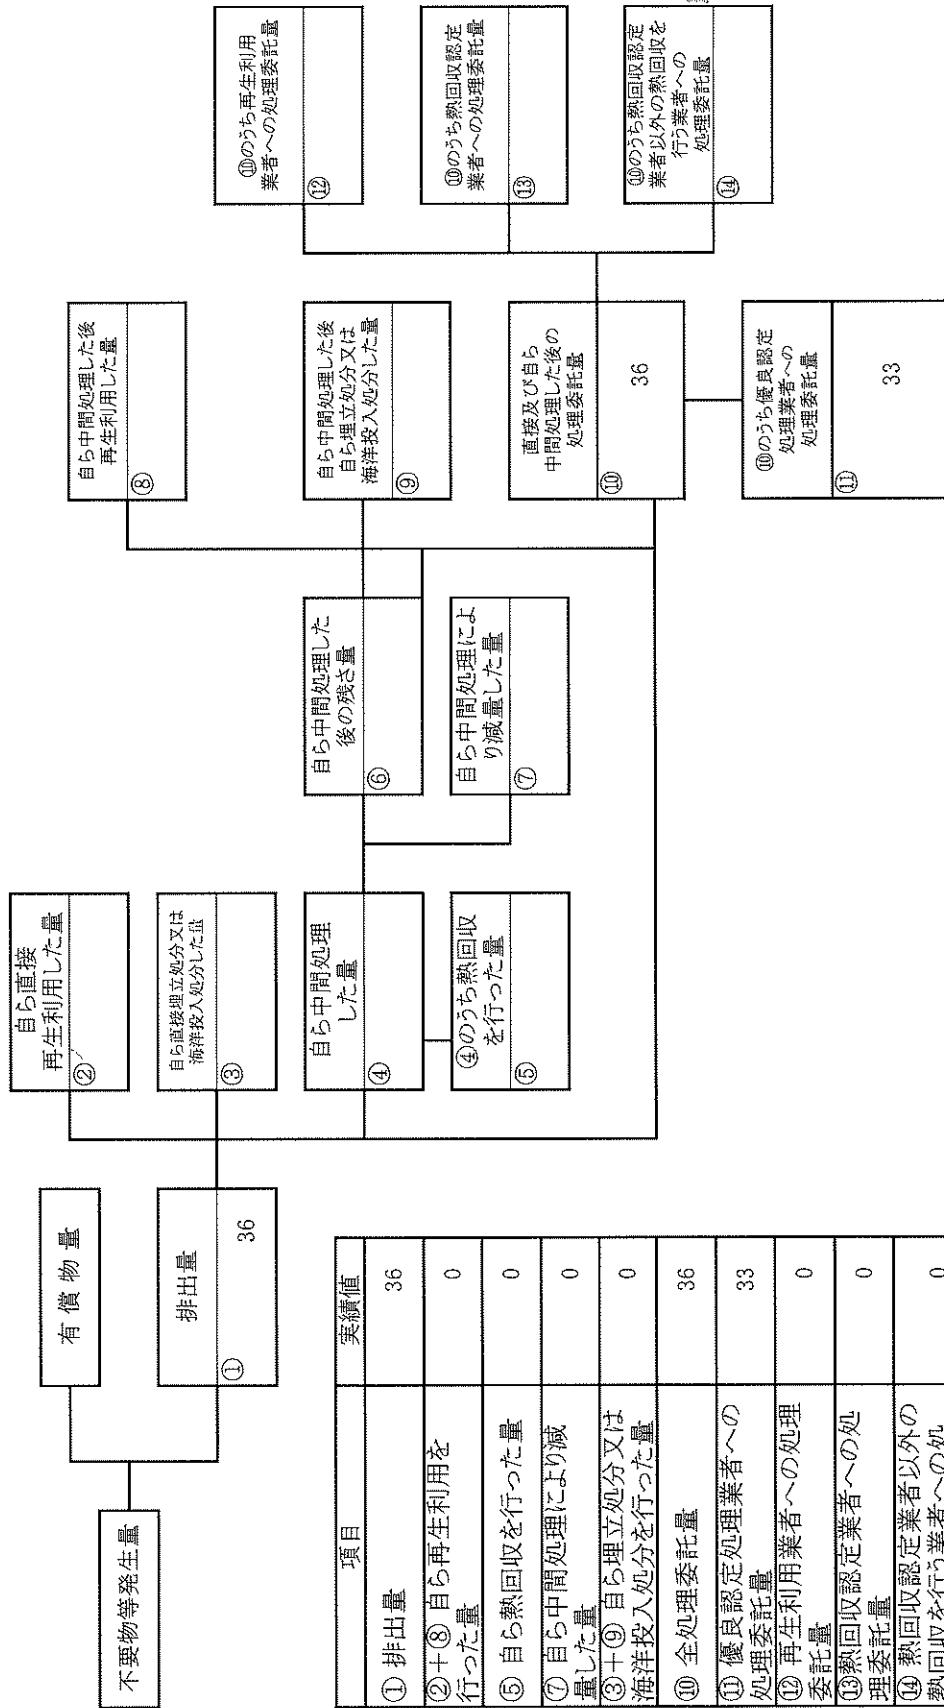 不要物等発生量
有償物量
排出量
①
36
自ら直接
再生利用した量
②
自ら直接埋立処分又は
海洋投入処分した量
③
自ら中間処理
した量
④
④のうち熱回収
を行った量
⑤
自ら中間処理した
後の残さ量
⑥
自ら中間処理によ
り減量した量
⑦
自ら中間処理した後
再生利用した量
⑧
自ら中間処理した後
自ら埋立処分又は
海洋投入処分した量
⑨
直接及び自ら
中間処理した後の
処理委託量
⑩
36
⑩のうち優良認定
処理業者への
処理委託量
⑪
33
⑩のうち再生利用
業者への処理委託量
⑫
⑩のうち熱回収認定
業者への処理委託量
⑬
⑩のうち熱回収認定
業者以外の熱回収を
行う業者への
処理委託量
⑭
項目 実績値
① 排出量 36
②+⑧ 自ら再生利用を
行った量 0
⑤ 自ら熱回収を行った量 0
⑦ 自ら中間処理により減
量した量 0
③+⑨ 自ら埋立処分又は
海洋投入処分を行った量 0
⑩ 全処理委託量 36
⑪ 優良認定処理業者への
処理委託量 33
⑫ 再生利用業者への処理
委託量 0
⑬熱回収認定業者への処
理委託量 0
⑭ 熱回収認定業者以外の
熱回収を行う業者への処 0